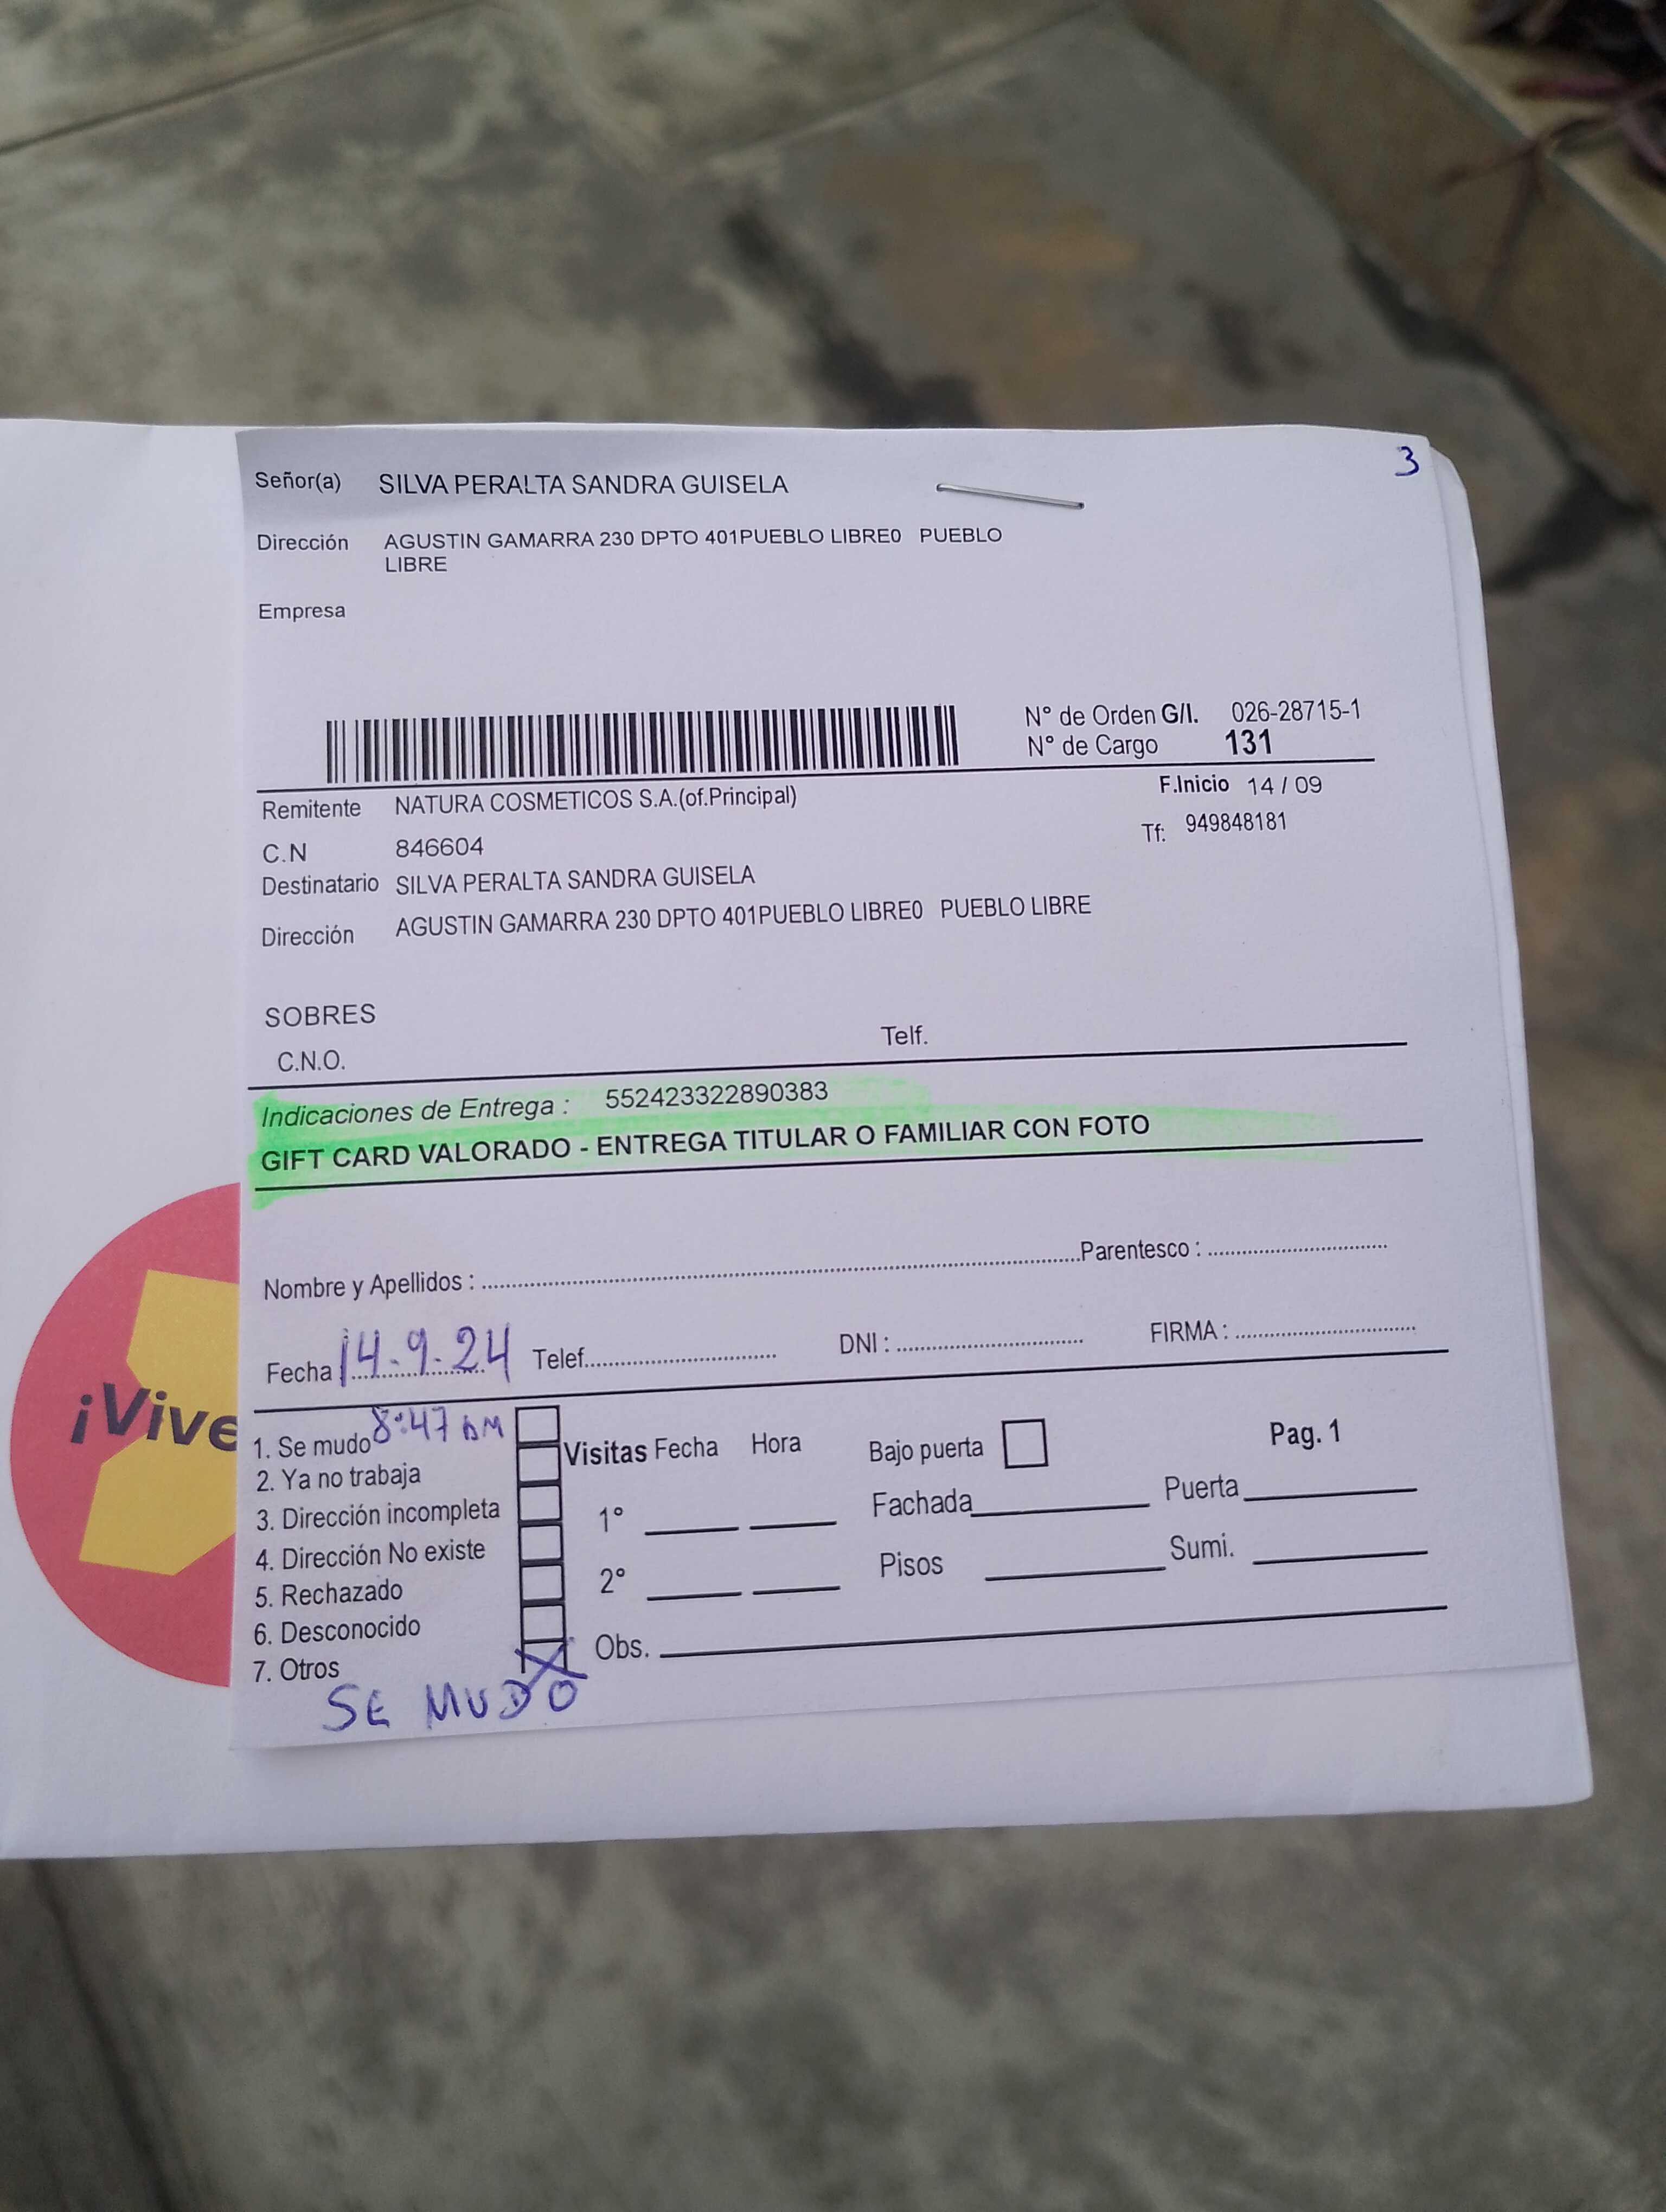 3
Señor(a) SILVA PERALTA SANDRA GUISELA
Dirección AGUSTIN GAMARRA 230 DPTO 401PUEBLO LIBRE0 PUEBLO
LIBRE
Empresa
N° de Orden G/I. 026-28715-1
N° de Cargo 131
Remitente NATURA COSMETICOS S.A.(of.Principal) F.Inicio 14 / 09
C.N 846604 Tf: 949848181
Destinatario SILVA PERALTA SANDRA GUISELA
Dirección AGUSTIN GAMARRA 230 DPTO 401PUEBLO LIBRE0 PUEBLO LIBRE
SOBRES
C.N.O. Telf.
Indicaciones de Entrega : 552423322890383
GIFT CARD VALORADO - ENTREGA TITULAR O FAMILIAR CON FOTO
Nombre y Apellidos : Parentesco :
Fecha 14.9.24 Telef. DNI : FIRMA :
¡Vive
1. Se mudo 8:47 AM
2. Ya no trabaja
3. Dirección incompleta
4. Dirección No existe
5. Rechazado
6. Desconocido
7. Otros X
SE MUDO
Visitas Fecha Hora Bajo puerta Pag. 1
1° Fachada Puerta
2° Pisos Sumi.
Obs.